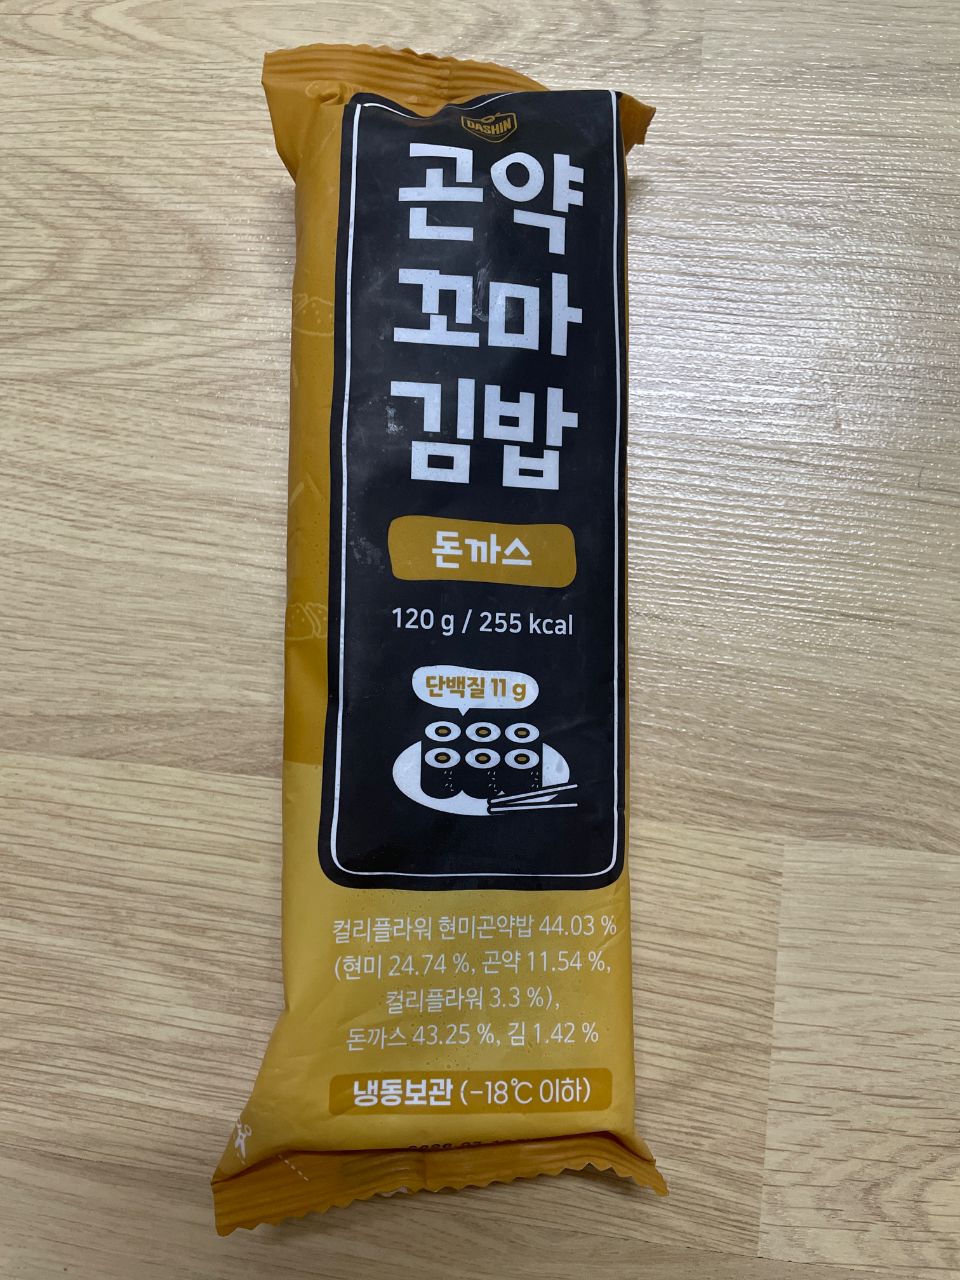 DASHIN
곤약
꼬마
김밥
돈까스
120 g / 255 kcal
단백질 11 g
컬리플라워 현미곤약밥 44.03 %
(현미 24.74 %, 곤약 11.54 %,
컬리플라워 3.3 %),
돈까스 43.25 %, 김 1.42 %
냉동보관 (-18℃ 이하)